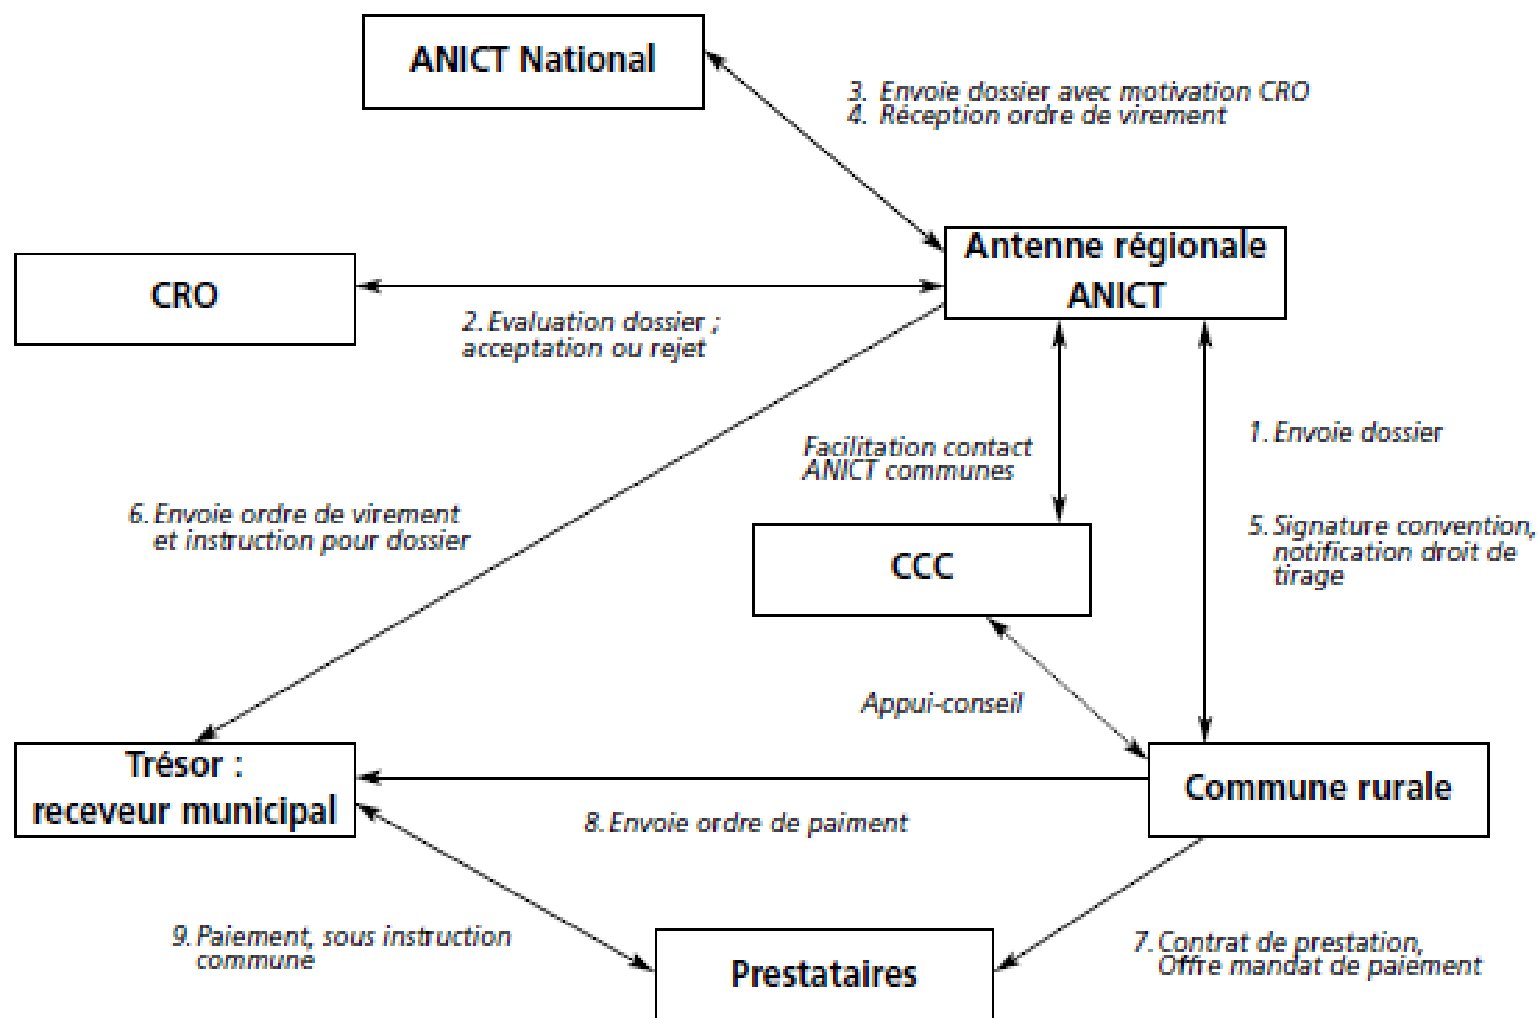 ANICT National
3. Envoie dossier avec motivation CRO
4. Réception ordre de virement
Antenne régionale
ANICT
CRO
2. Evaluation dossier ;
acceptation ou rejet
Facilitation contact
ANICT communes
1. Envoie dossier
6. Envoie ordre de virement
et instruction pour dossier
5. Signature convention,
notification droit de
tirage
CCC
Appui-conseil
Trésor :
receveur municipal
Commune rurale
8. Envoie ordre de paiment
9. Paiement, sous instruction
commune
7. Contrat de prestation,
Offre mandat de paiement
Prestataires